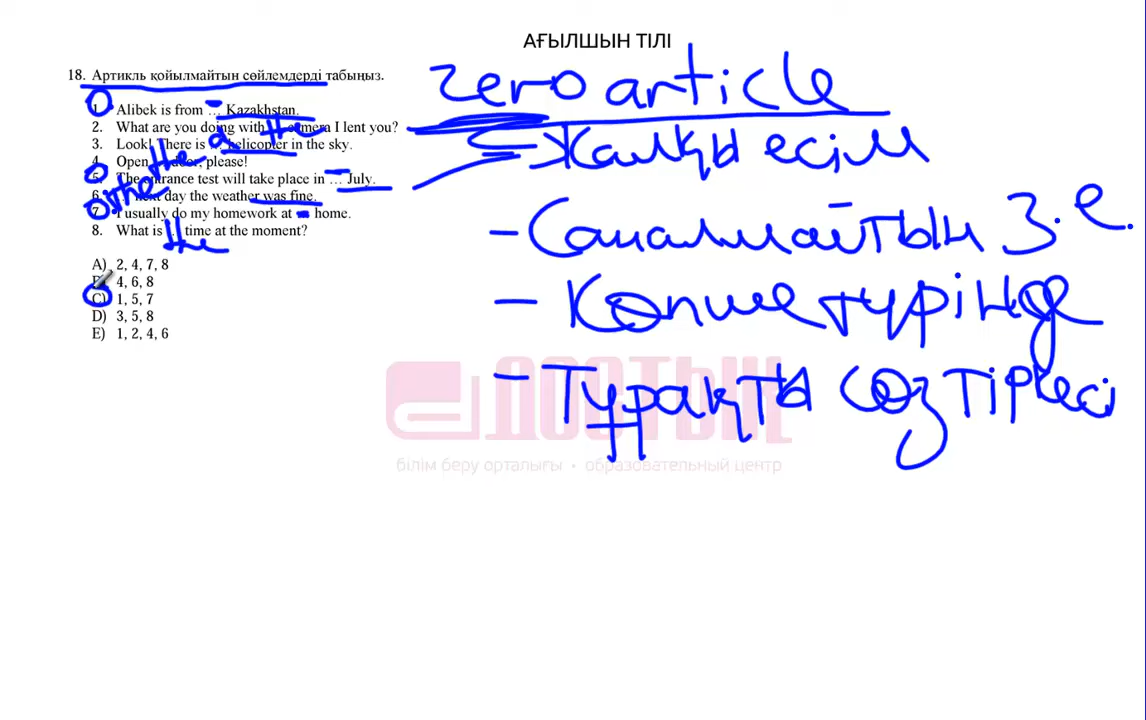 АҒЫЛШЫН ТІЛІ
18. Артикль қойылмайтын сөйлемдерді табыңыз.
1. Alibek is from … Kazakhstan.
2. What are you doing with the camera I lent you?
3. Look! There is … helicopter in the sky.
a
4. Open … door, please!
the
5. The entrance test will take place in … July.
6. … next day the weather was fine.
the
7. I usually do my homework at … home.
8. What is the time at the moment?
A) 2, 4, 7, 8
B) 4, 6, 8
C) 1, 5, 7
D) 3, 5, 8
E) 1, 2, 4, 6
zero article
- Жалқы есім
- Саналмайтын З.е.
- Көпше түрінде
- Тұрақты сөз тіркесі
ДОСТЫҚ
білім беру орталығы • образовательный центр